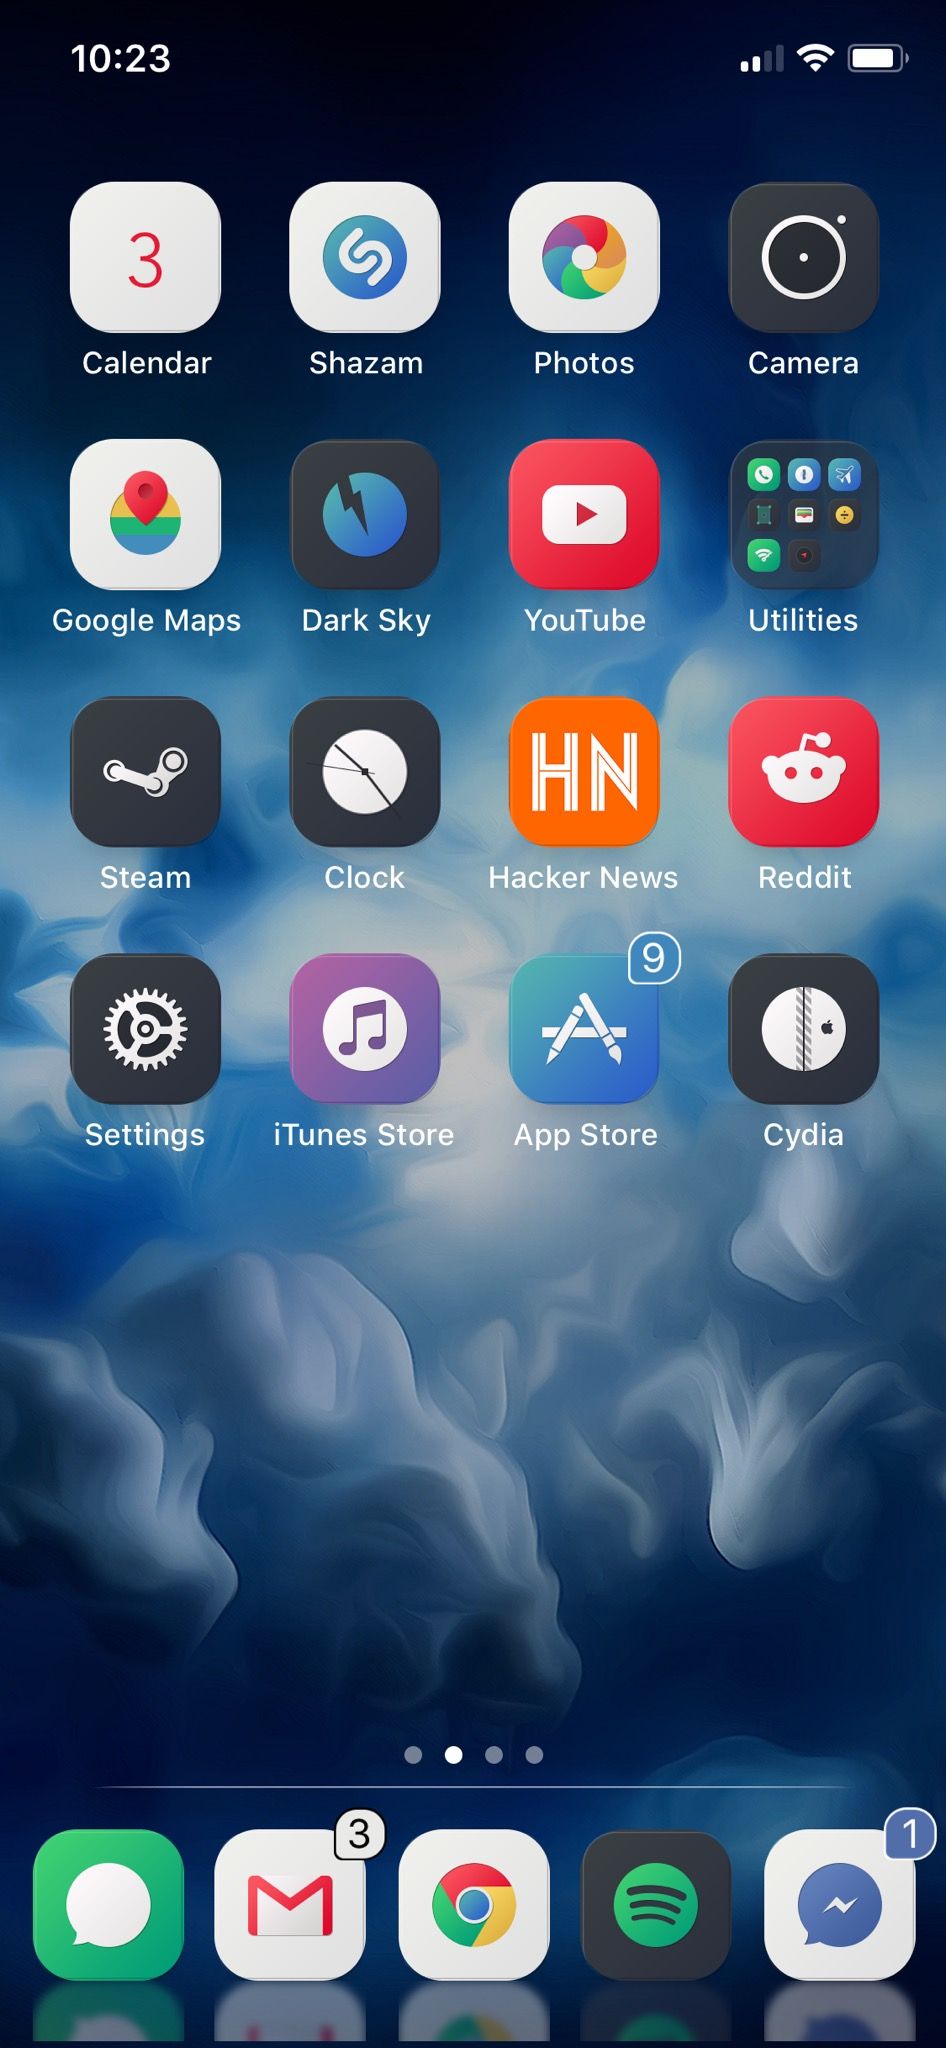 10:23
3
Calendar Shazam Photos Camera
Google Maps Dark Sky YouTube Utilities
HN
Steam Clock Hacker News Reddit
9
Settings iTunes Store App Store Cydia
3 1